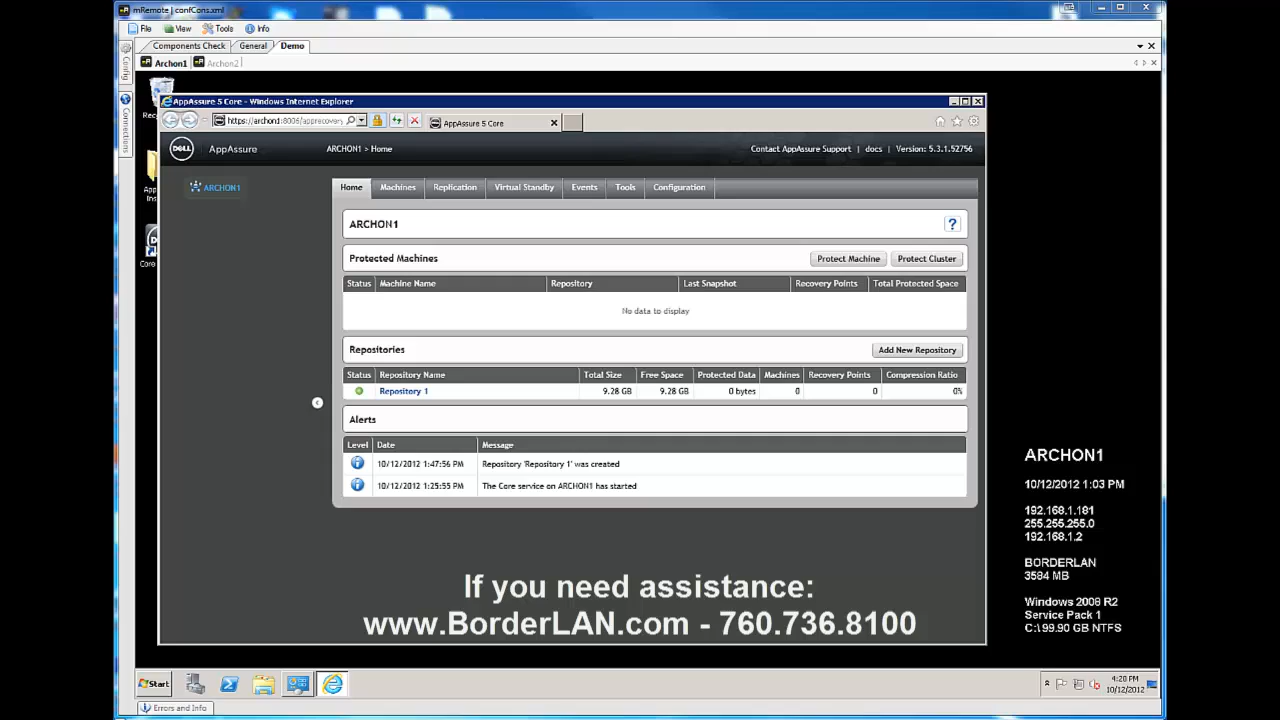 mRemote | confCons.xml
File View Tools Info
Components Check General Demo
Archon1 Archon2
Config
Connections
AppAssure 5 Core - Windows Internet Explorer
https://archon1:8006/apprecovery
AppAssure 5 Core
DELL AppAssure
ARCHON1 > Home
Contact AppAssure Support | docs | Version: 5.3.1.52756
ARCHON1
Home Machines Replication Virtual Standby Events Tools Configuration
ARCHON1
?
Protected Machines
Protect Machine Protect Cluster
Status Machine Name Repository Last Snapshot Recovery Points Total Protected Space
No data to display
Repositories
Add New Repository
Status Repository Name Total Size Free Space Protected Data Machines Recovery Points Compression Ratio
Repository 1 9.28 GB 9.28 GB 0 bytes 0 0 0%
Alerts
Level Date Message
10/12/2012 1:47:56 PM Repository 'Repository 1' was created
10/12/2012 1:25:55 PM The Core service on ARCHON1 has started
If you need assistance:
www.BorderLAN.com - 760.736.8100
ARCHON1
10/12/2012 1:03 PM
192.168.1.181
255.255.255.0
192.168.1.2
BORDERLAN
3584 MB
Windows 2008 R2
Service Pack 1
C:\ 99.90 GB NTFS
Start
4:20 PM
10/12/2012
Errors and Info